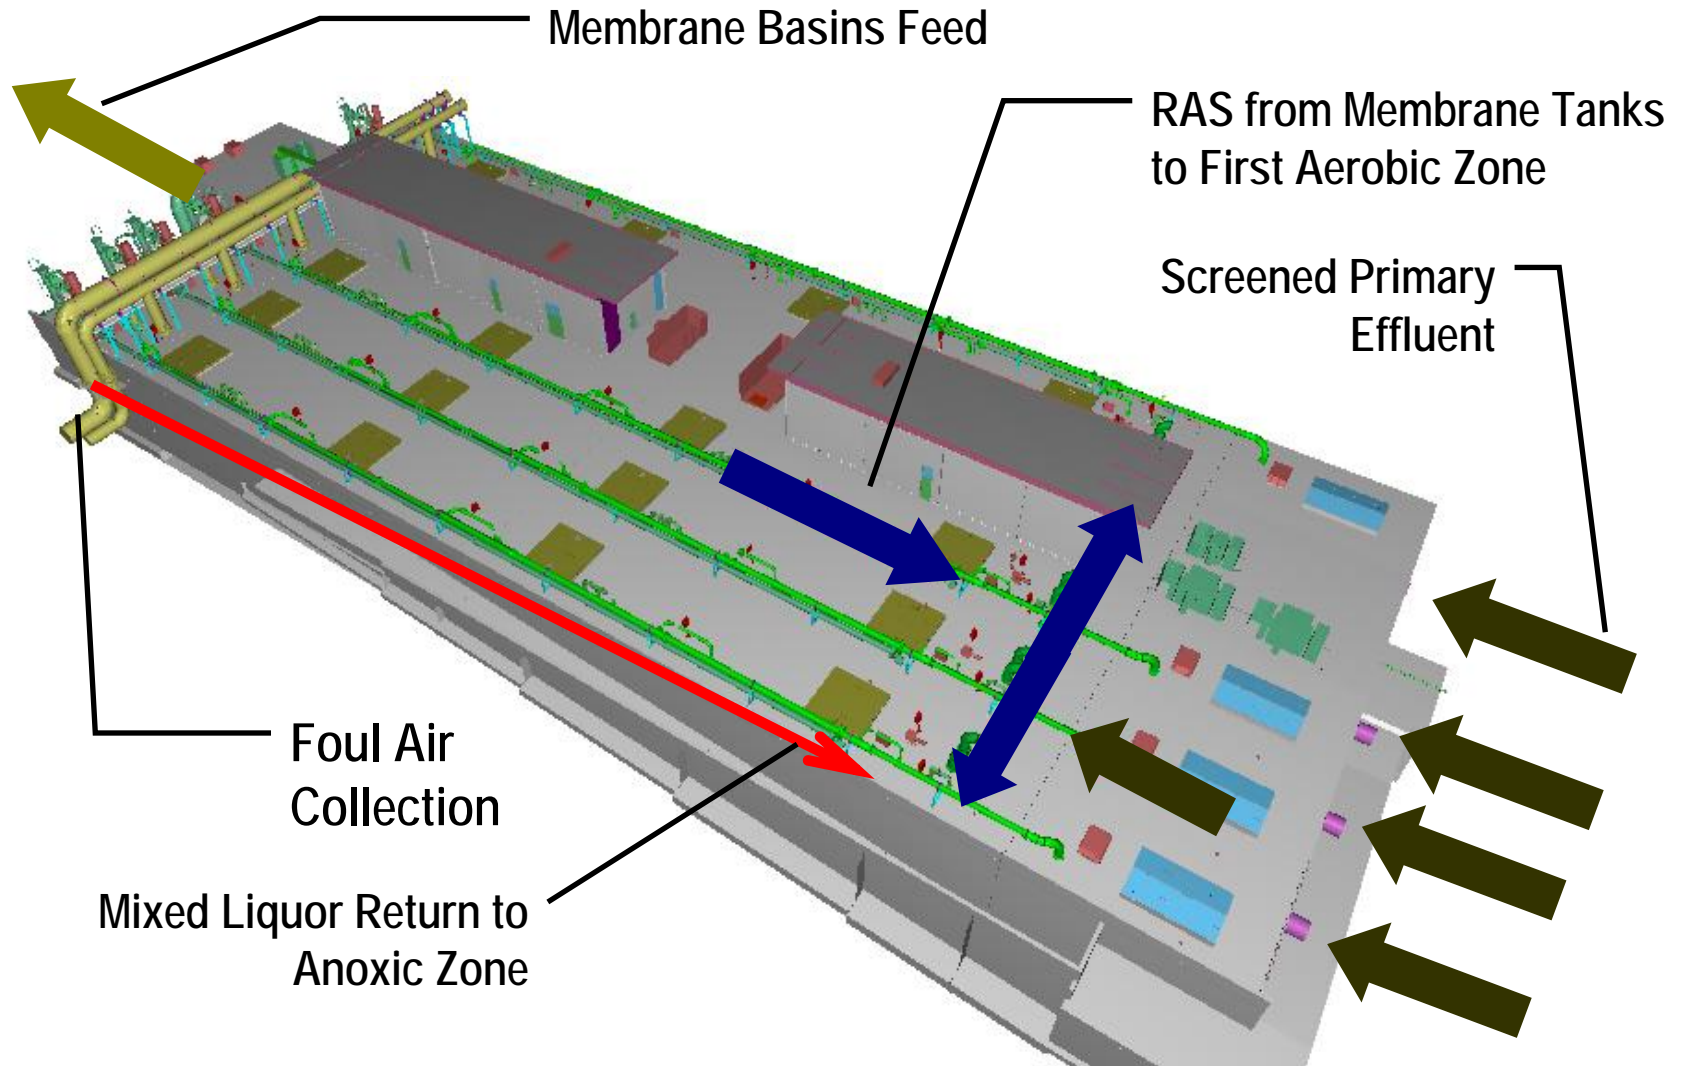 Membrane Basins Feed
RAS from Membrane Tanks
to First Aerobic Zone
Screened Primary
Effluent
Foul Air
Collection
Mixed Liquor Return to
Anoxic Zone